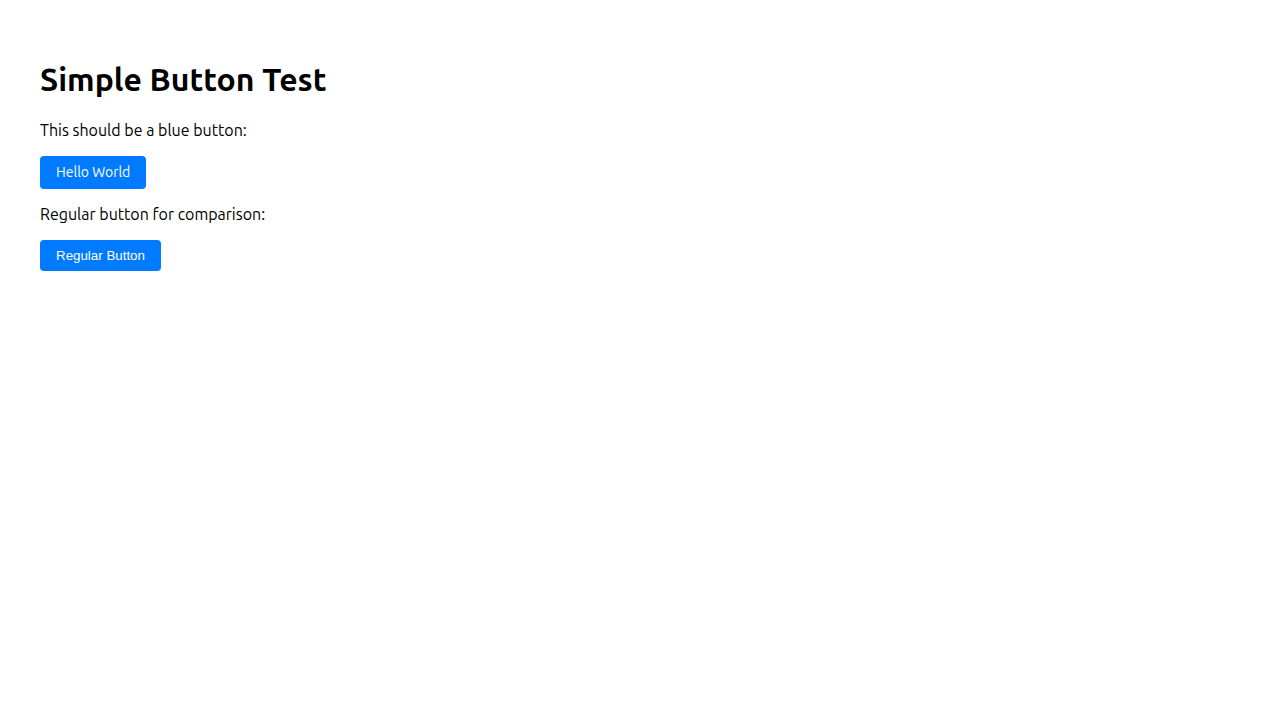 Simple Button Test
This should be a blue button:
Hello World
Regular button for comparison:
Regular Button